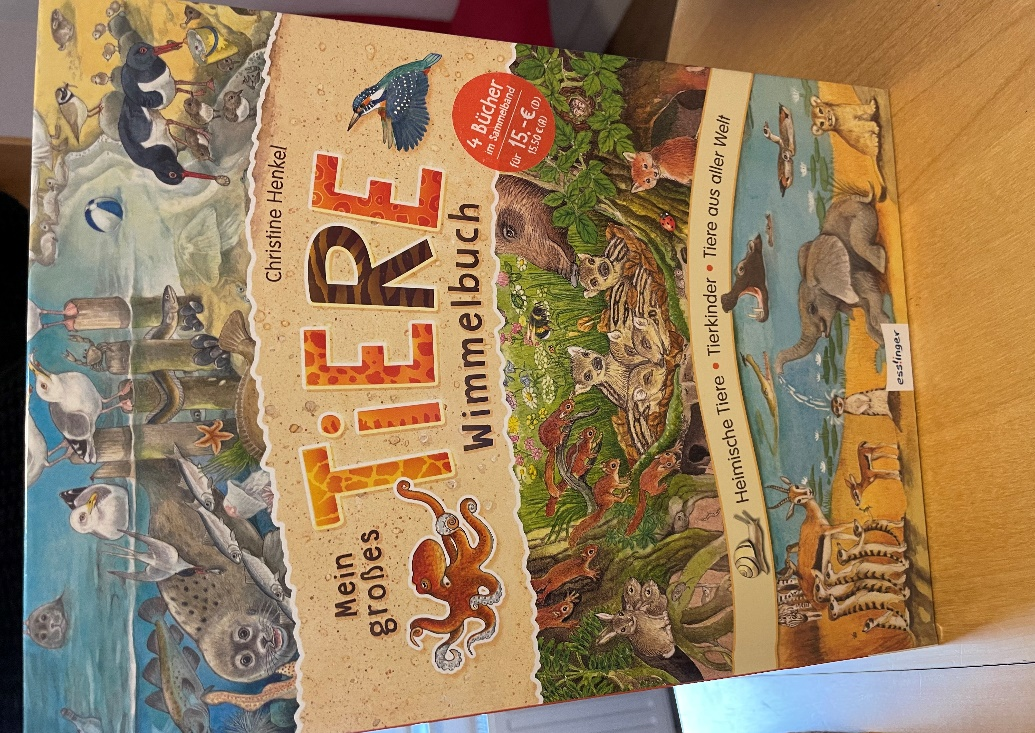 Christine Henkel
Mein
großes
TiERE
Wimmelbuch
4 Bücher
im Sammelband
für 15,-€ (D)
15,50 € (A)
Heimische Tiere • Tierkinder • Tiere aus aller Welt
esslinger